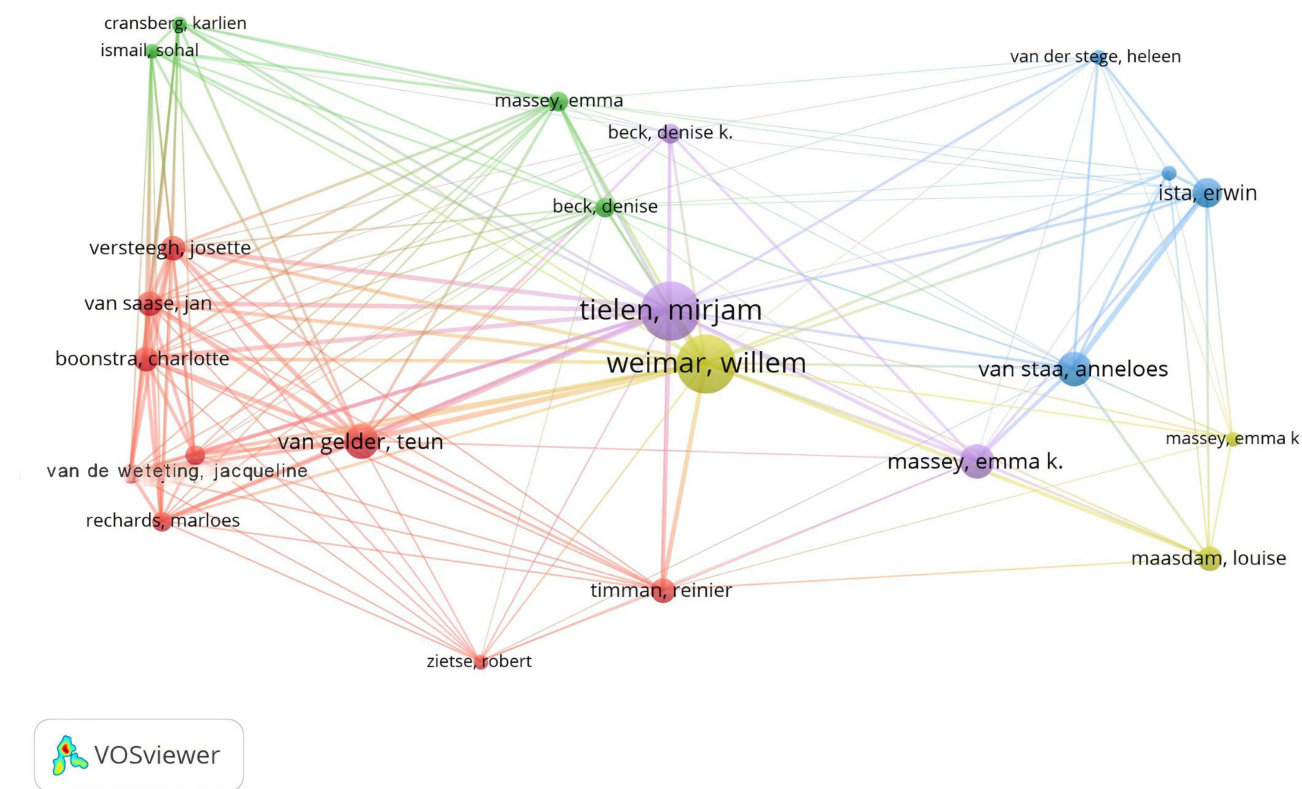 cransberg, karlien
ismail, sohal
van der stege, heleen
massey, emma
beck, denise k.
ista, erwin
beck, denise
versteegh, josette
van saase, jan
tielen, mirjam
boonstra, charlotte
weimar, willem
van staa, anneloes
van gelder, teun
massey, emma k
massey, emma k.
van de weteting, jacqueline
rechards, marloes
maasdam, louise
timman, reinier
zietse, robert
VOSviewer